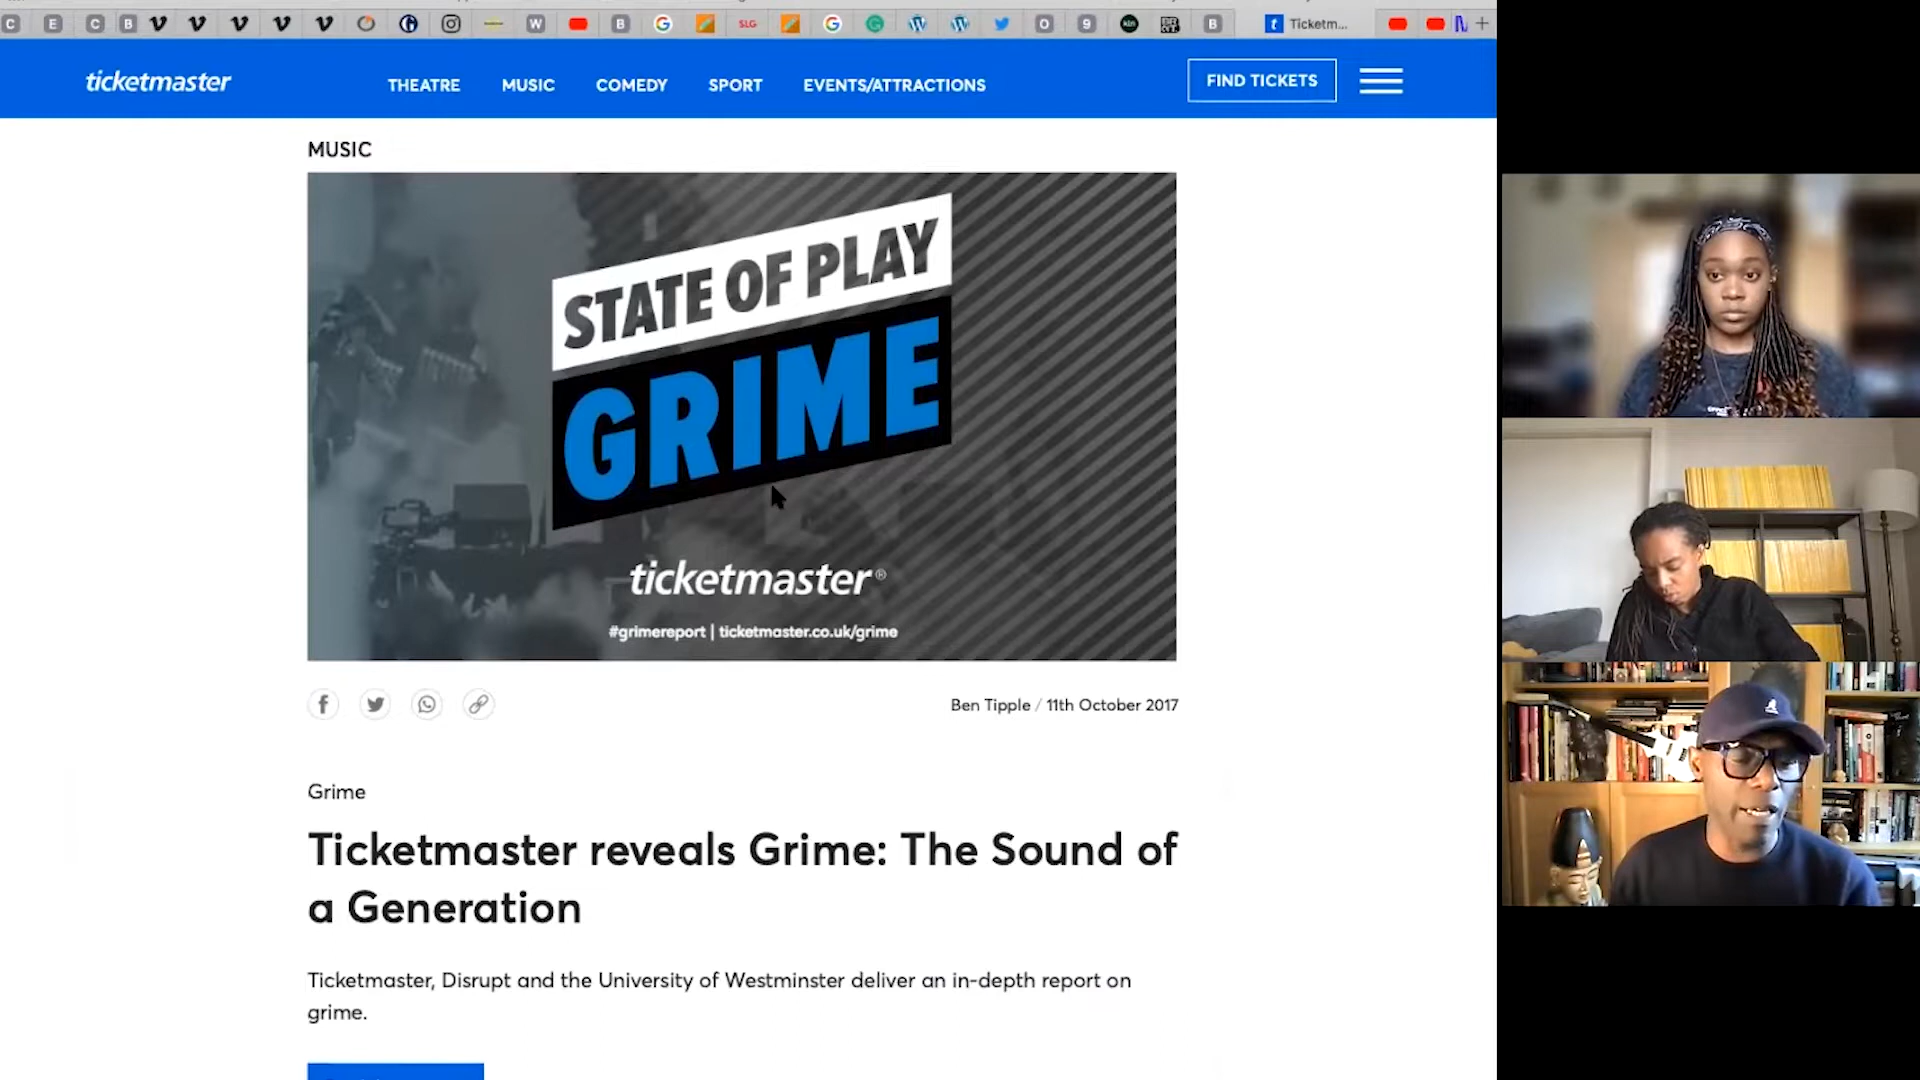 C E C B W B G SLG G O 9 B t Ticketm...
ticketmaster THEATRE MUSIC COMEDY SPORT EVENTS/ATTRACTIONS FIND TICKETS
MUSIC
STATE OF PLAY
GRIME
ticketmaster®
#grimereport | ticketmaster.co.uk/grime
Ben Tipple / 11th October 2017
Grime
Ticketmaster reveals Grime: The Sound of
a Generation
Ticketmaster, Disrupt and the University of Westminster deliver an in-depth report on
grime.